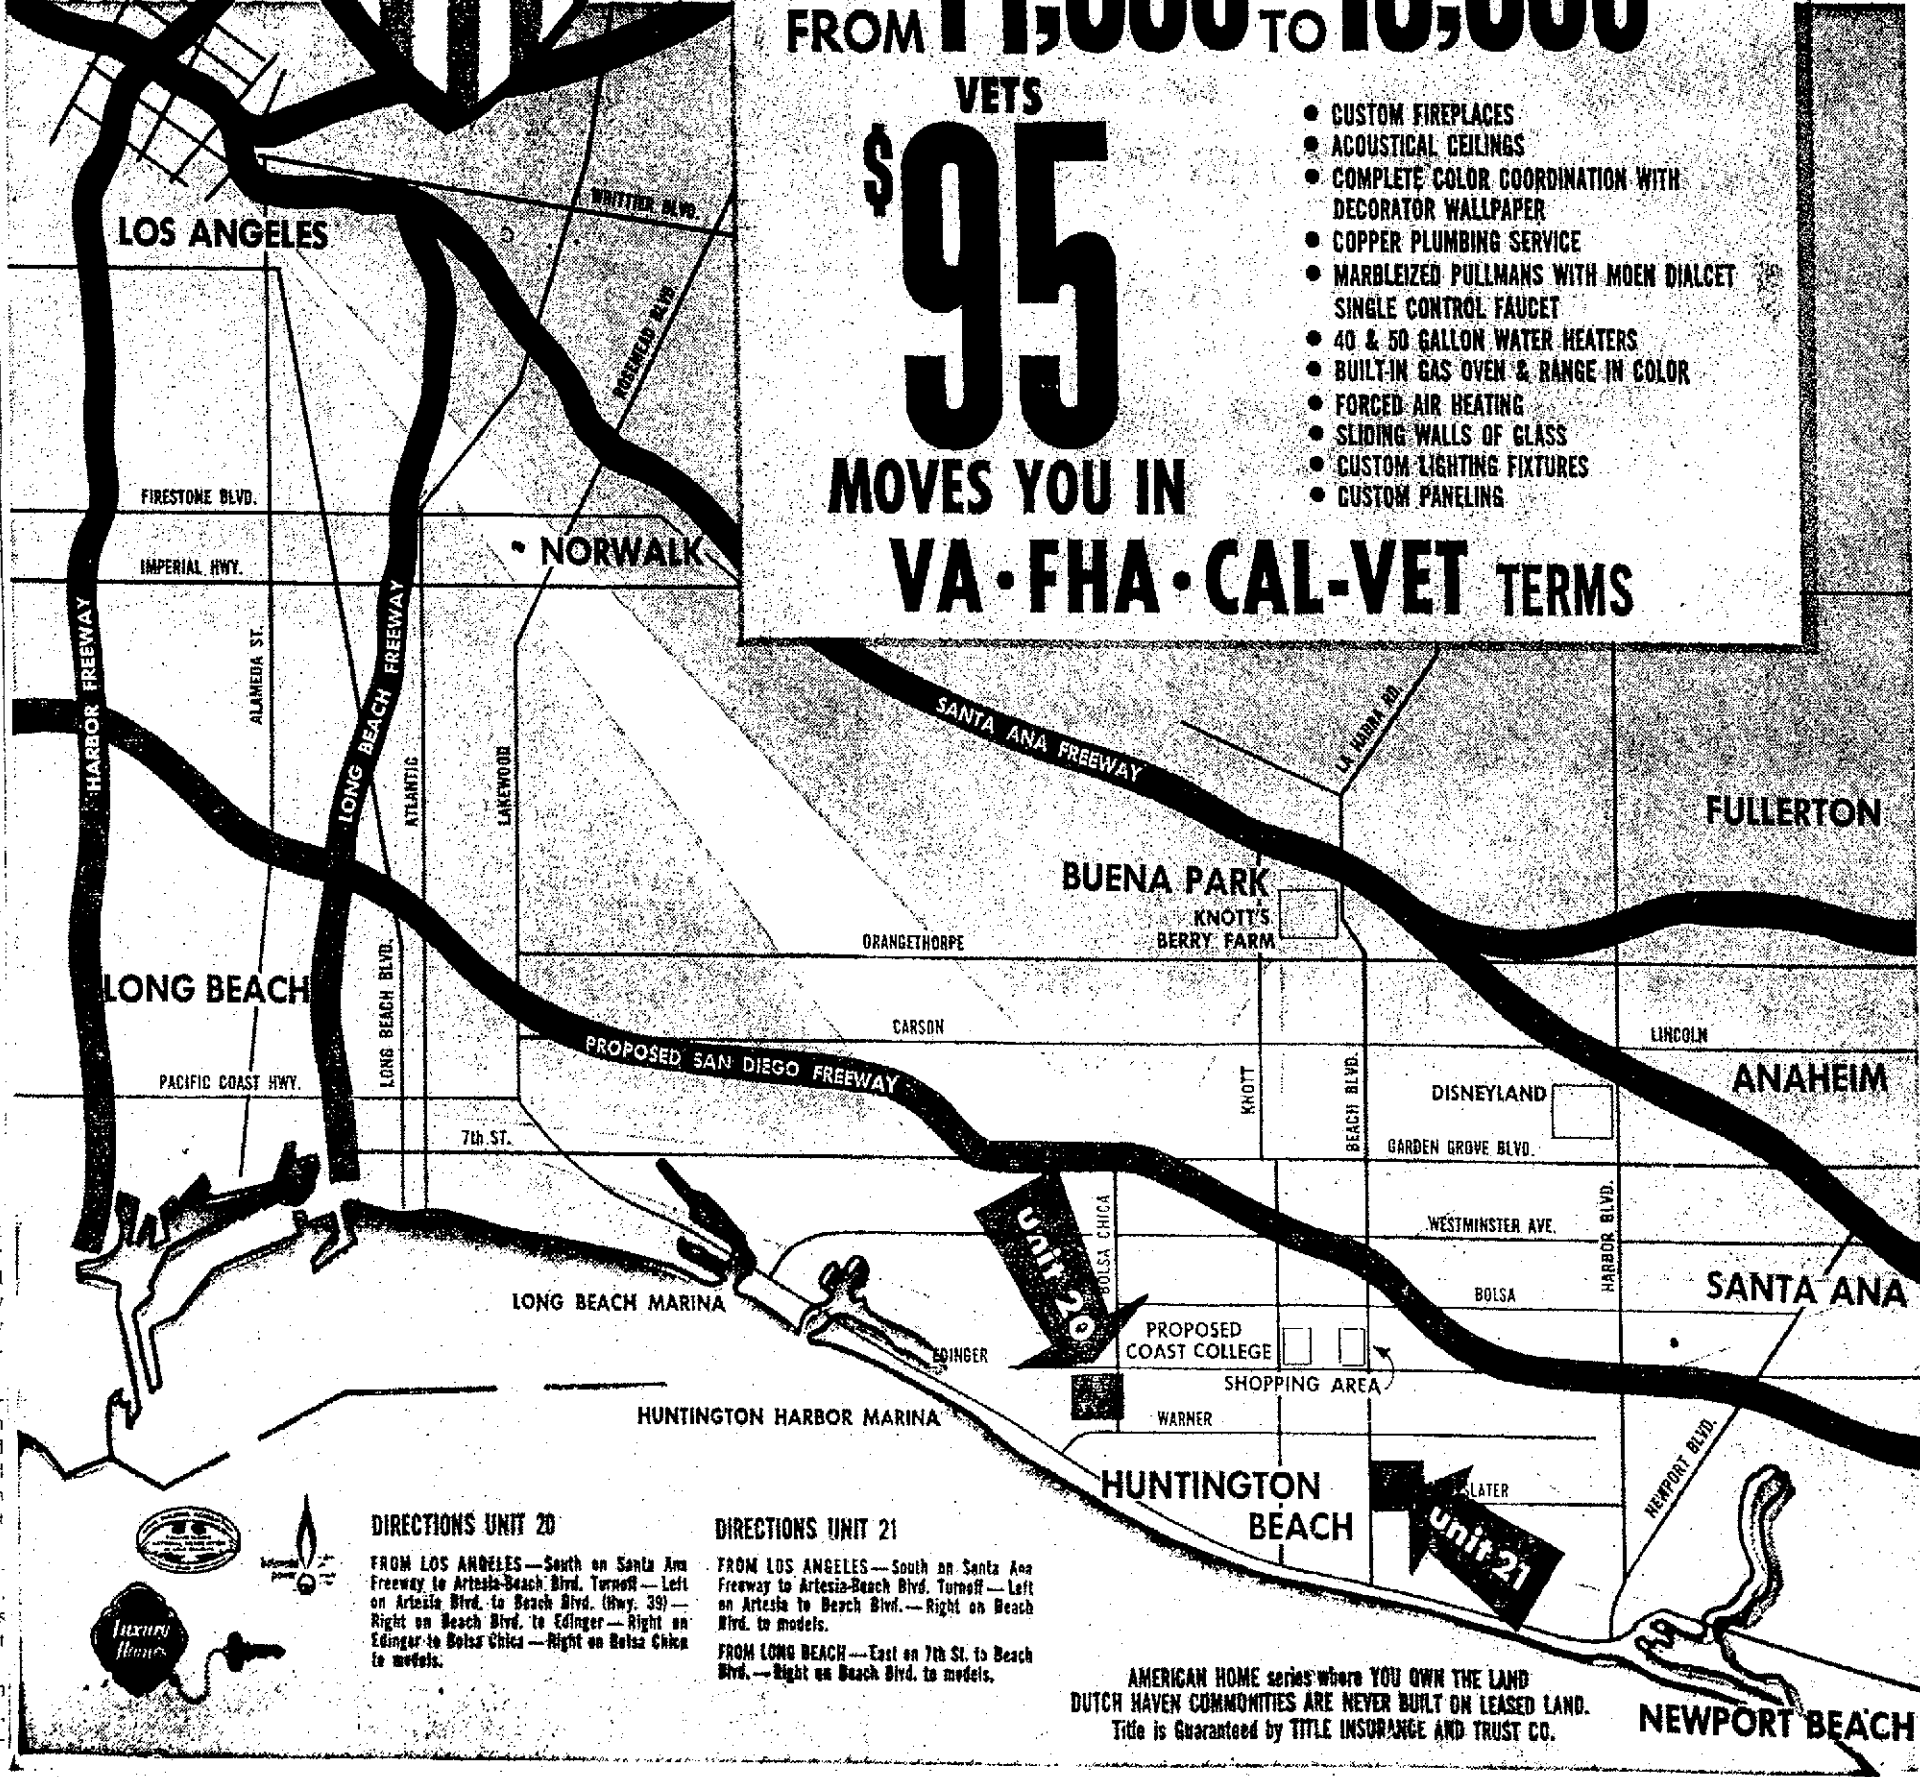 FROM
TO
VETS
$95
MOVES YOU IN
VA • FHA • CAL-VET TERMS
• CUSTOM FIREPLACES
• ACOUSTICAL CEILINGS
• COMPLETE COLOR COORDINATION WITH
DECORATOR WALLPAPER
• COPPER PLUMBING SERVICE
• MARBLEIZED PULLMANS WITH MOEN DIALCET
SINGLE CONTROL FAUCET
• 40 & 50 GALLON WATER HEATERS
• BUILT-IN GAS OVEN & RANGE IN COLOR
• FORCED AIR HEATING
• SLIDING WALLS OF GLASS
• CUSTOM LIGHTING FIXTURES
• CUSTOM PANELING
WHITTIER BLVD.
LOS ANGELES
ROSEMEAD BLVD.
FIRESTONE BLVD.
NORWALK
IMPERIAL HWY.
HARBOR FREEWAY
ALAMEDA ST.
LONG BEACH FREEWAY
ATLANTIC
LAKEWOOD
SANTA ANA FREEWAY
LA HABRA RD.
FULLERTON
BUENA PARK
KNOTT'S
BERRY FARM
ORANGETHORPE
LONG BEACH
LONG BEACH BLVD.
CARSON
LINCOLN
PROPOSED SAN DIEGO FREEWAY
PACIFIC COAST HWY.
KNOTT
BEACH BLVD.
DISNEYLAND
ANAHEIM
7th ST.
GARDEN GROVE BLVD.
unit 20
BOLSA CHICA
WESTMINSTER AVE.
HARBOR BLVD.
SANTA ANA
BOLSA
LONG BEACH MARINA
PROPOSED
COAST COLLEGE
EDINGER
SHOPPING AREA
HUNTINGTON HARBOR MARINA
WARNER
NEWPORT BLVD.
HUNTINGTON
BEACH
LATER
unit 21
Luxury
Homes
DIRECTIONS UNIT 20
FROM LOS ANGELES—South on Santa Ana
Freeway to Artesia-Beach Blvd. Turnoff—Left
on Artesia Blvd. to Beach Blvd. (Hwy. 39)—
Right on Beach Blvd. to Edinger—Right on
Edinger to Bolsa Chica—Right on Bolsa Chica
to models.
DIRECTIONS UNIT 21
FROM LOS ANGELES—South on Santa Ana
Freeway to Artesia-Beach Blvd. Turnoff—Left
on Artesia to Beach Blvd.—Right on Beach
Blvd. to models.
FROM LONG BEACH—East on 7th St. to Beach
Blvd.—Right on Beach Blvd. to models.
AMERICAN HOME series where YOU OWN THE LAND
DUTCH HAVEN COMMUNITIES ARE NEVER BUILT ON LEASED LAND.
Title is Guaranteed by TITLE INSURANCE AND TRUST CO.
NEWPORT BEACH